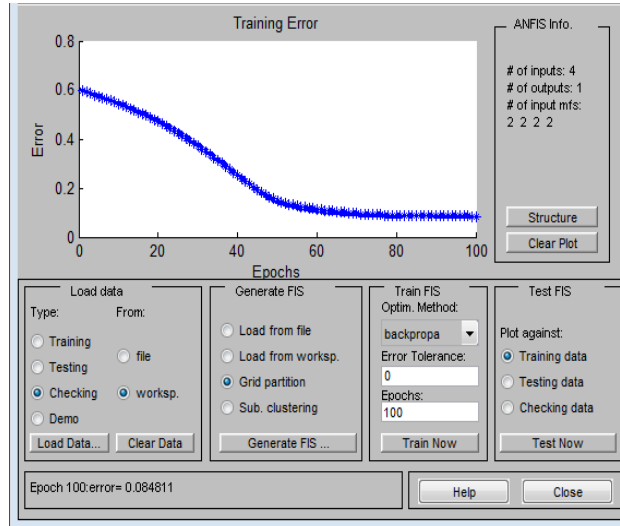 Training Error
0.8
0.6
0.4
0.2
0
Error
0 20 40 60 80 100
Epochs
ANFIS Info.
# of inputs: 4
# of outputs: 1
# of input mfs:
2 2 2 2
Structure
Clear Plot
Load data
Type: From:
Training
Testing
Checking
Demo
file
worksp.
Load Data... Clear Data
Generate FIS
Load from file
Load from worksp.
Grid partition
Sub. clustering
Generate FIS ...
Train FIS
Optim. Method:
backpropa
Error Tolerance:
0
Epochs:
100
Train Now
Test FIS
Plot against:
Training data
Testing data
Checking data
Test Now
Epoch 100:error= 0.084811
Help Close